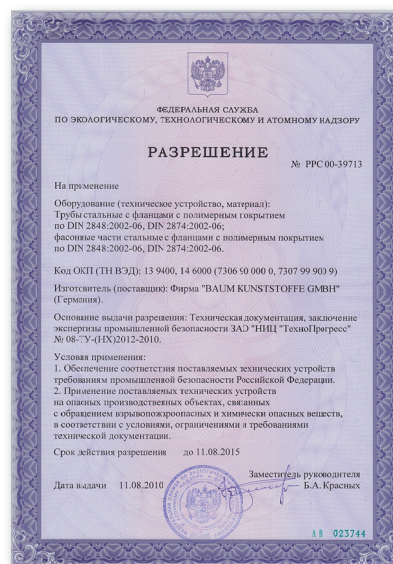 ФЕДЕРАЛЬНАЯ СЛУЖБА
ПО ЭКОЛОГИЧЕСКОМУ, ТЕХНОЛОГИЧЕСКОМУ И АТОМНОМУ НАДЗОРУ
РАЗРЕШЕНИЕ
№ РРС 00-39713
На применение
Оборудование (техническое устройство, материал):
Трубы стальные с фланцами с полимерным покрытием
по DIN 2848:2002-06, DIN 2874:2002-06;
фасонные части стальные с фланцами с полимерным покрытием
по DIN 2848:2002-06, DIN 2874:2002-06.
Код ОКП (ТН ВЭД): 13 9400, 14 6000 (7306 90 000 0, 7307 99 900 9)
Изготовитель (поставщик): Фирма "BAUM KUNSTSTOFFE GMBH"
(Германия).
Основание выдачи разрешения: Техническая документация, заключение
экспертизы промышленной безопасности ЗАО "НИЦ "ТехноПрогресс"
№ 08-ТУ-(НХ)2012-2010.
Условия применения:
1. Обеспечение соответствия поставляемых технических устройств
требованиям промышленной безопасности Российской Федерации.
2. Применение поставляемых технических устройств
на опасных производственных объектах, связанных
с обращением взрывопожароопасных и химически опасных веществ,
в соответствии с условиями, ограничениями и требованиями
технической документации.
Срок действия разрешения до 11.08.2015
Заместитель руководителя
Дата выдачи 11.08.2010 Б.А. Красных
АВ 023744